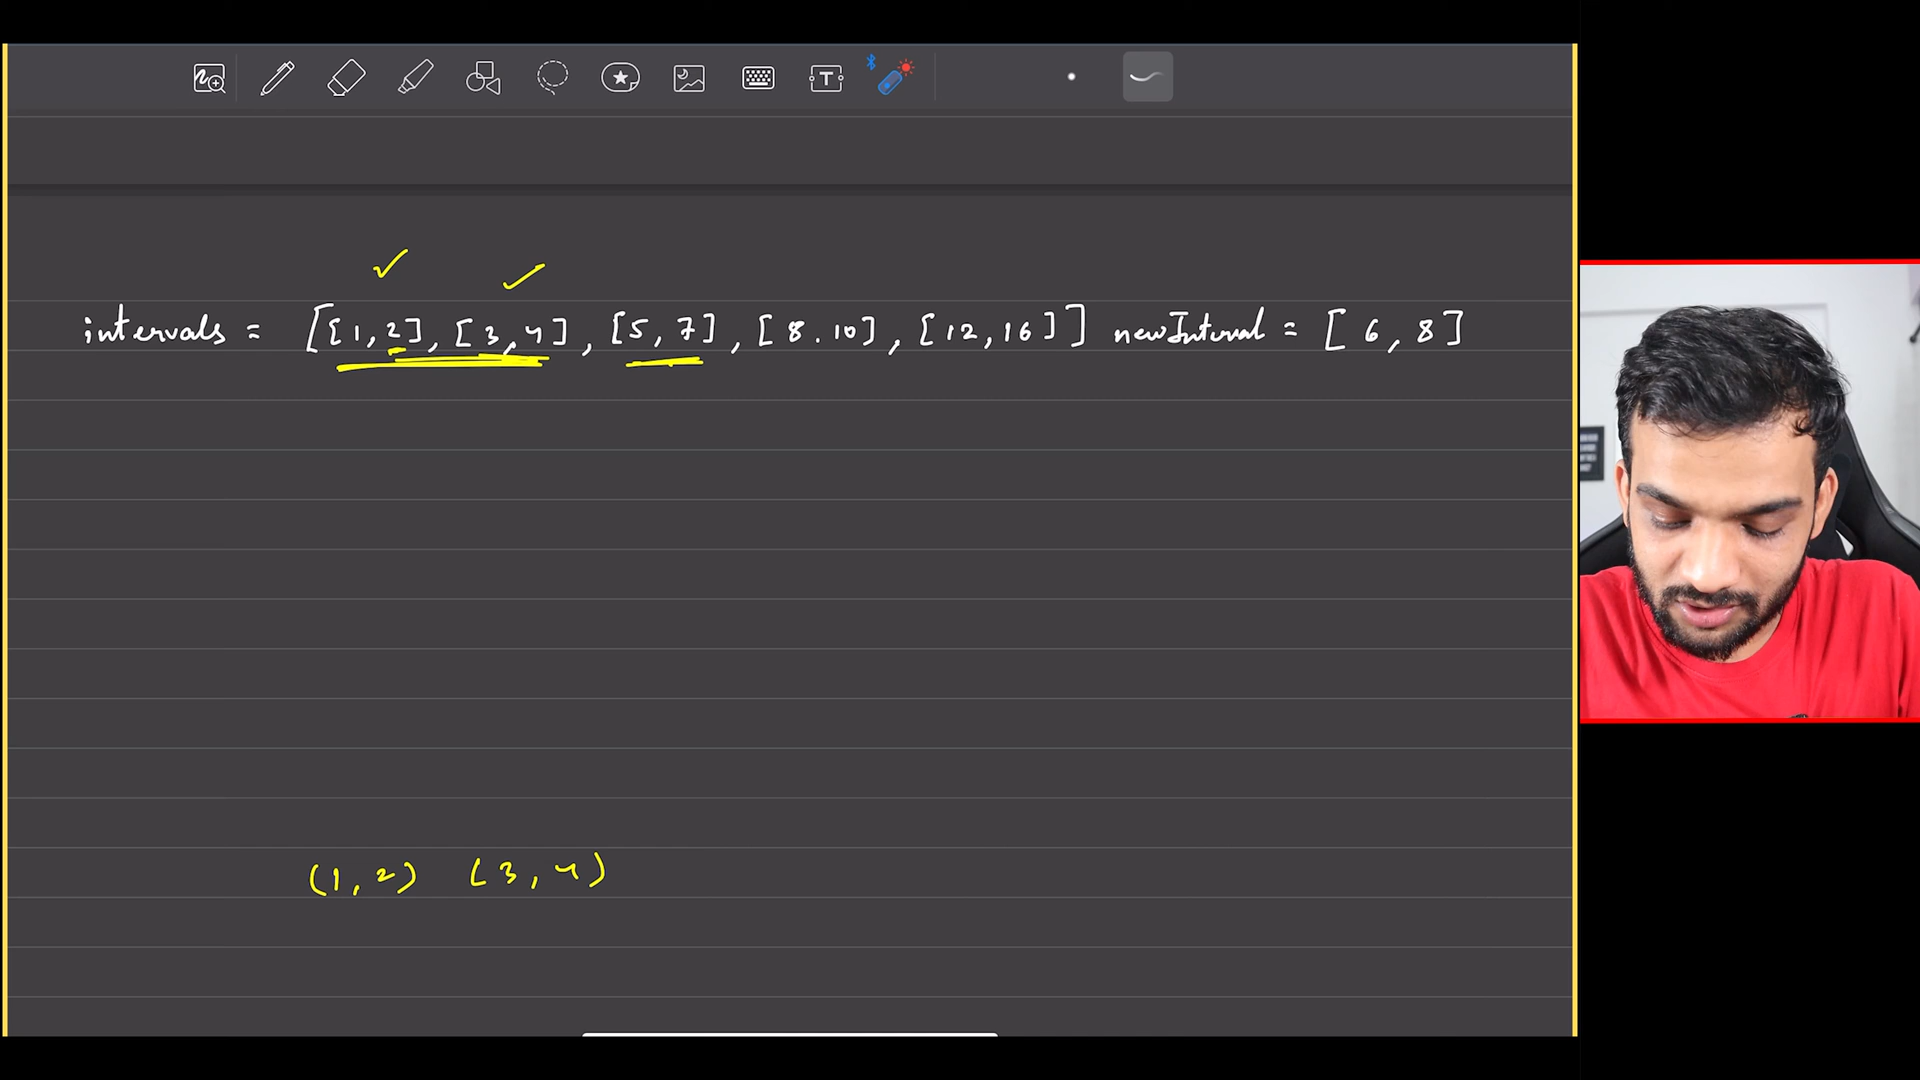 intervals = [[1,2], [3,4], [5,7], [8.10], [12,16]] newInterval = [6,8]
(1,2) (3,4)